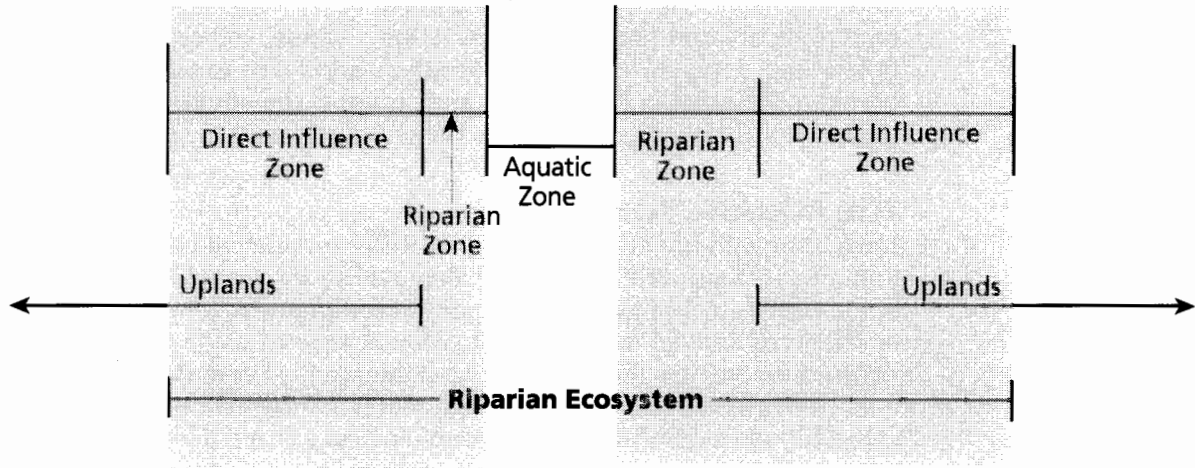 Direct Influence
Zone
Riparian
Zone
Aquatic
Zone
Riparian
Zone
Direct Influence
Zone
Uplands
Uplands
Riparian Ecosystem